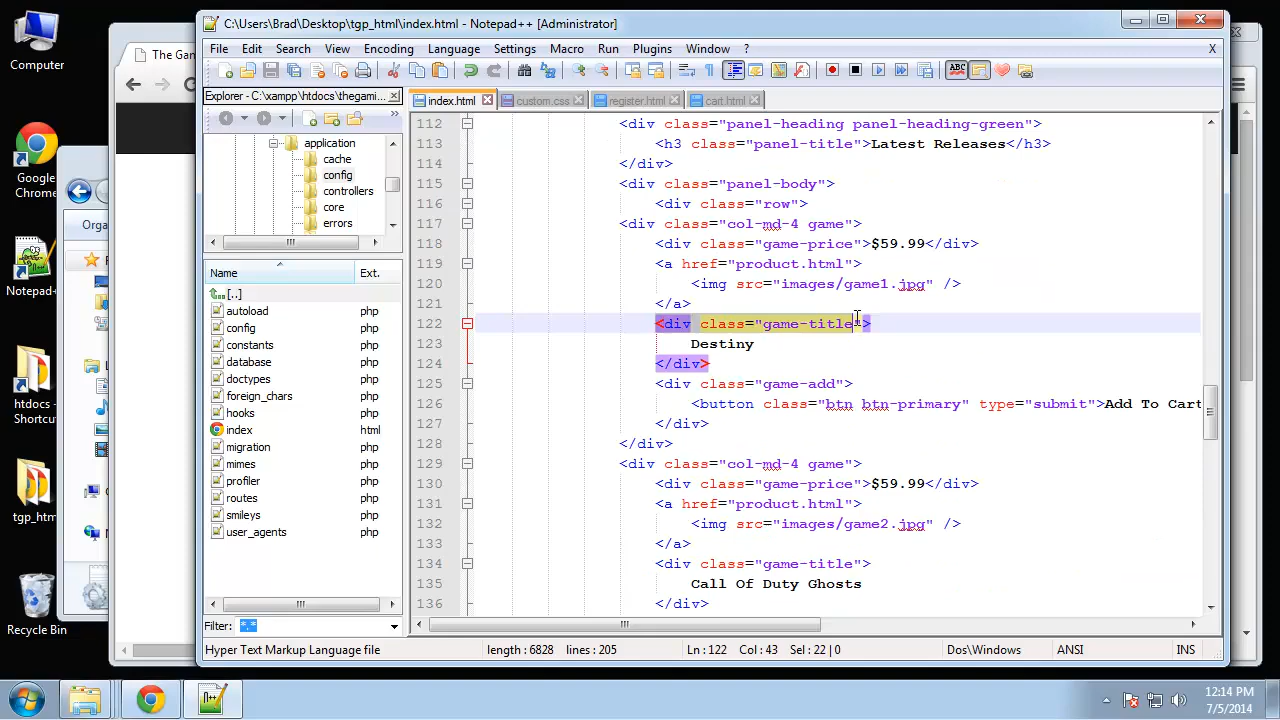 C:\Users\Brad\Desktop\tgp_html\index.html - Notepad++ [Administrator]
File Edit Search View Encoding Language Settings Macro Run Plugins Window ? X
Computer
The Gan
Explorer - C:\xampp\htdocs\thegami...
index.html custom.css register.html cart.html
application
cache
config
controllers
core
errors
Google
Chrome
Orga
Name Ext.
[..]
autoload php
config php
constants php
database php
doctypes php
foreign_chars php
hooks php
index html
migration php
mimes php
profiler php
routes php
smileys php
user_agents php
Filter: *.*
Notepad+
htdocs -
Shortcut
tgp_htm
Recycle Bin
112 <div class="panel-heading panel-heading-green">
113 <h3 class="panel-title">Latest Releases</h3>
114 </div>
115 <div class="panel-body">
116 <div class="row">
117 <div class="col-md-4 game">
118 <div class="game-price">$59.99</div>
119 <a href="product.html">
120 <img src="images/game1.jpg" />
121 </a>
122 <div class="game-title">
123 Destiny
124 </div>
125 <div class="game-add">
126 <button class="btn btn-primary" type="submit">Add To Cart
127 </div>
128 </div>
129 <div class="col-md-4 game">
130 <div class="game-price">$59.99</div>
131 <a href="product.html">
132 <img src="images/game2.jpg" />
133 </a>
134 <div class="game-title">
135 Call Of Duty Ghosts
136 </div>
Hyper Text Markup Language file length : 6828 lines : 205 Ln : 122 Col : 43 Sel : 22 | 0 Dos\Windows ANSI INS
12:14 PM
7/5/2014